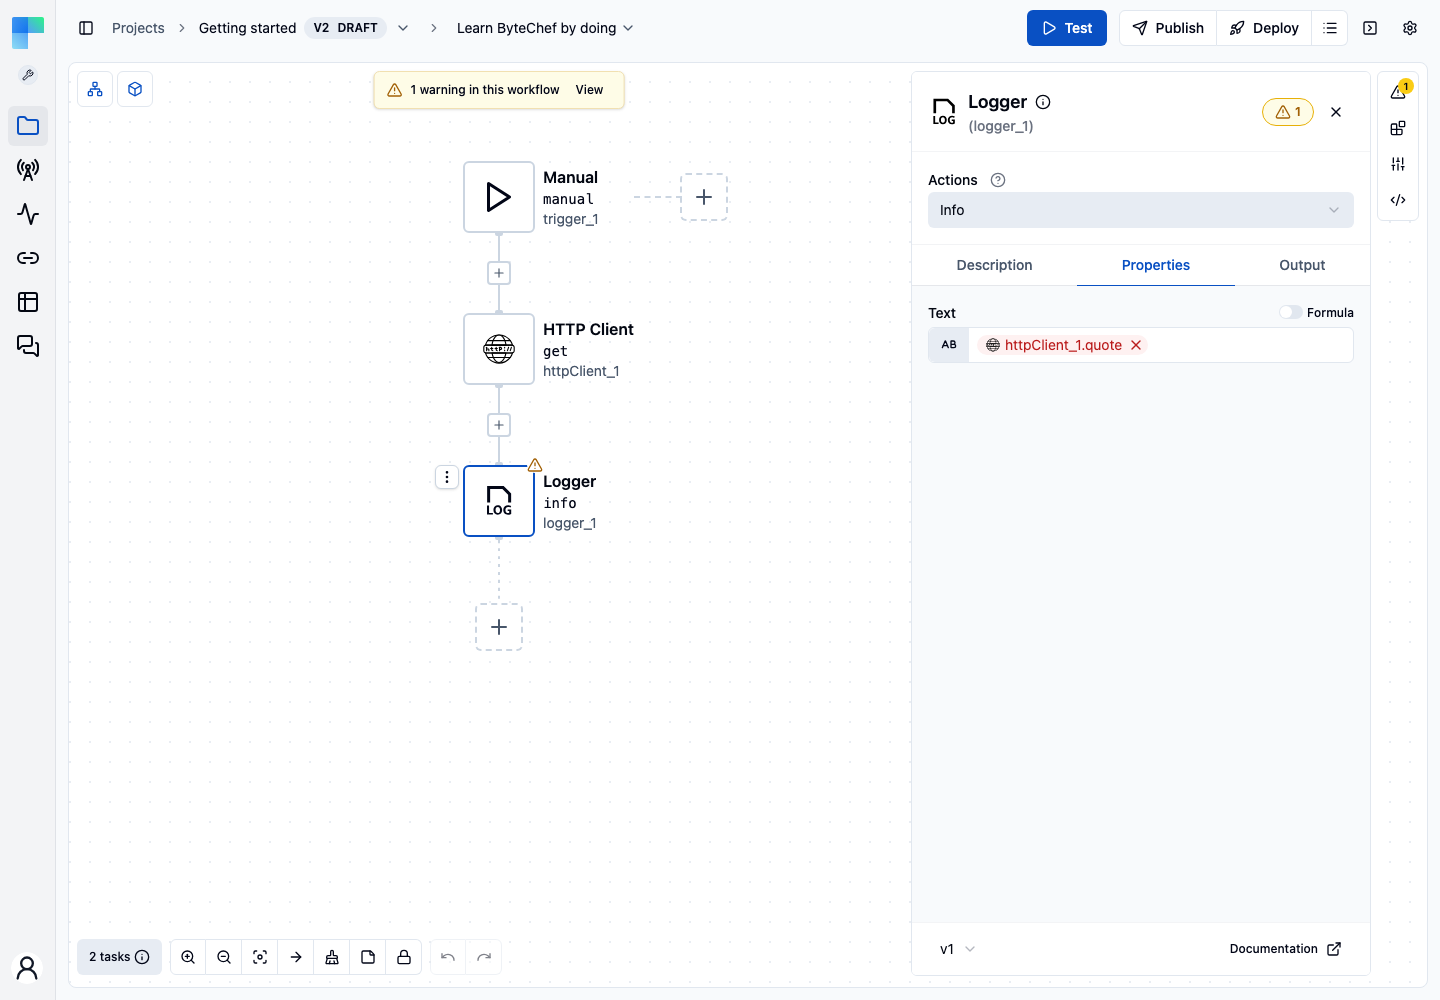 Projects
Getting started
V2 DRAFT
Learn ByteChef by doing
Test
Publish
Deploy
1 warning in this workflow
View
Manual
manual
trigger_1
HTTP Client
get
httpClient_1
http://
Logger
info
logger_1
LOG
LOG
Logger
(logger_1)
1
1
Actions
Info
Description
Properties
Output
Text
Formula
AB
httpClient_1.quote
v1
Documentation
2 tasks